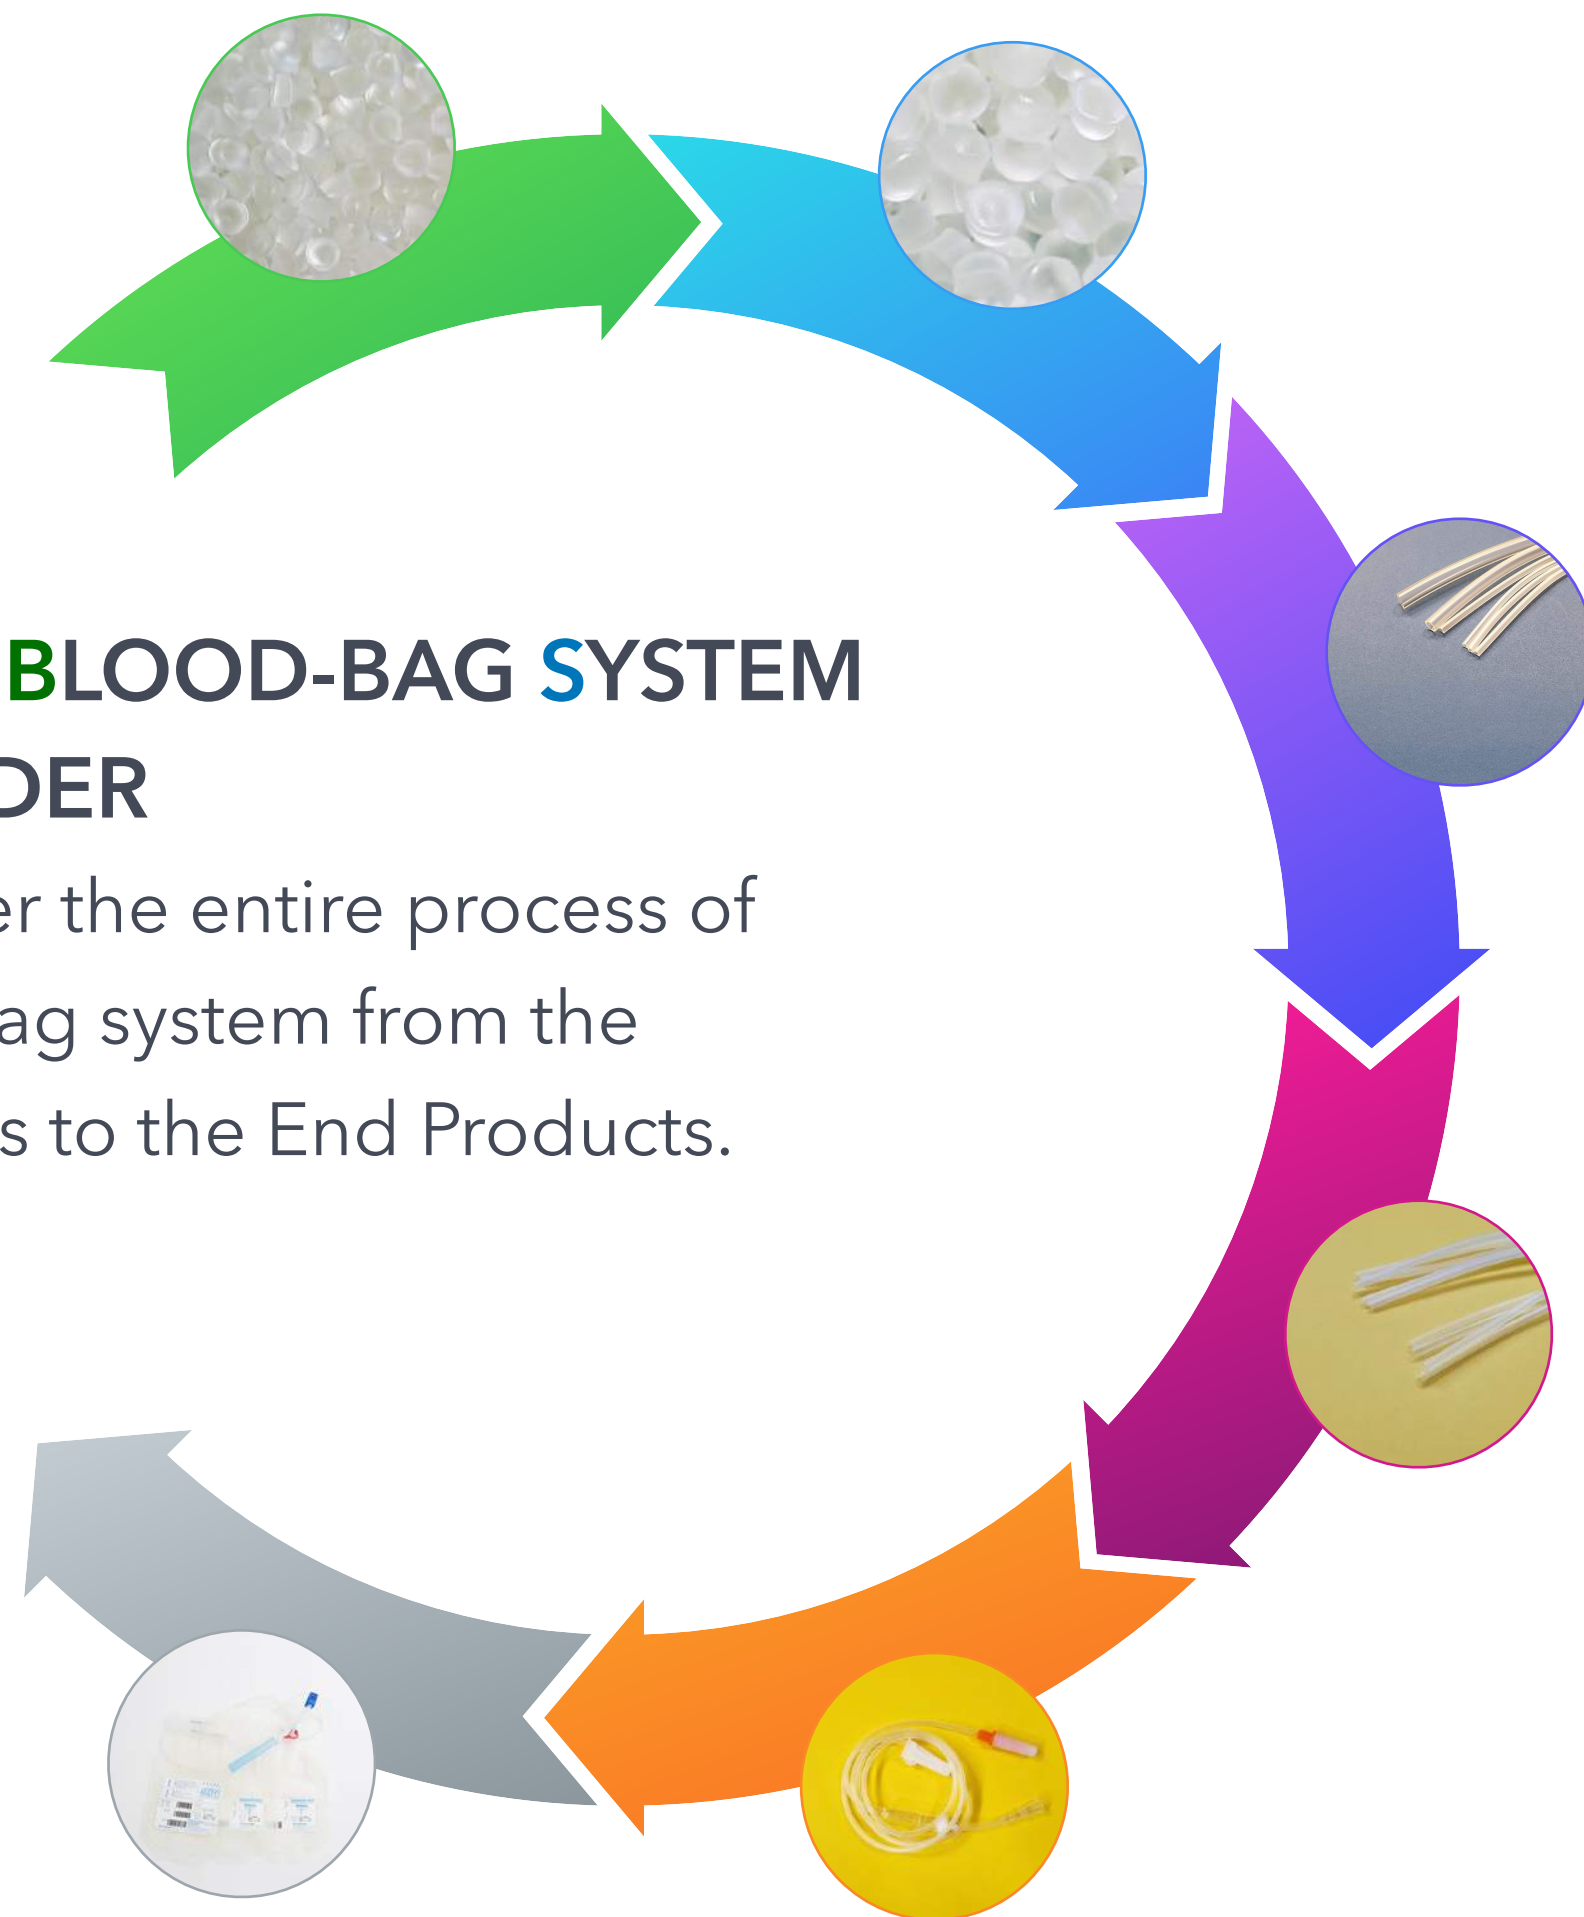 BLOOD-BAG SYSTEM
DER
er the entire process of
ag system from the
s to the End Products.